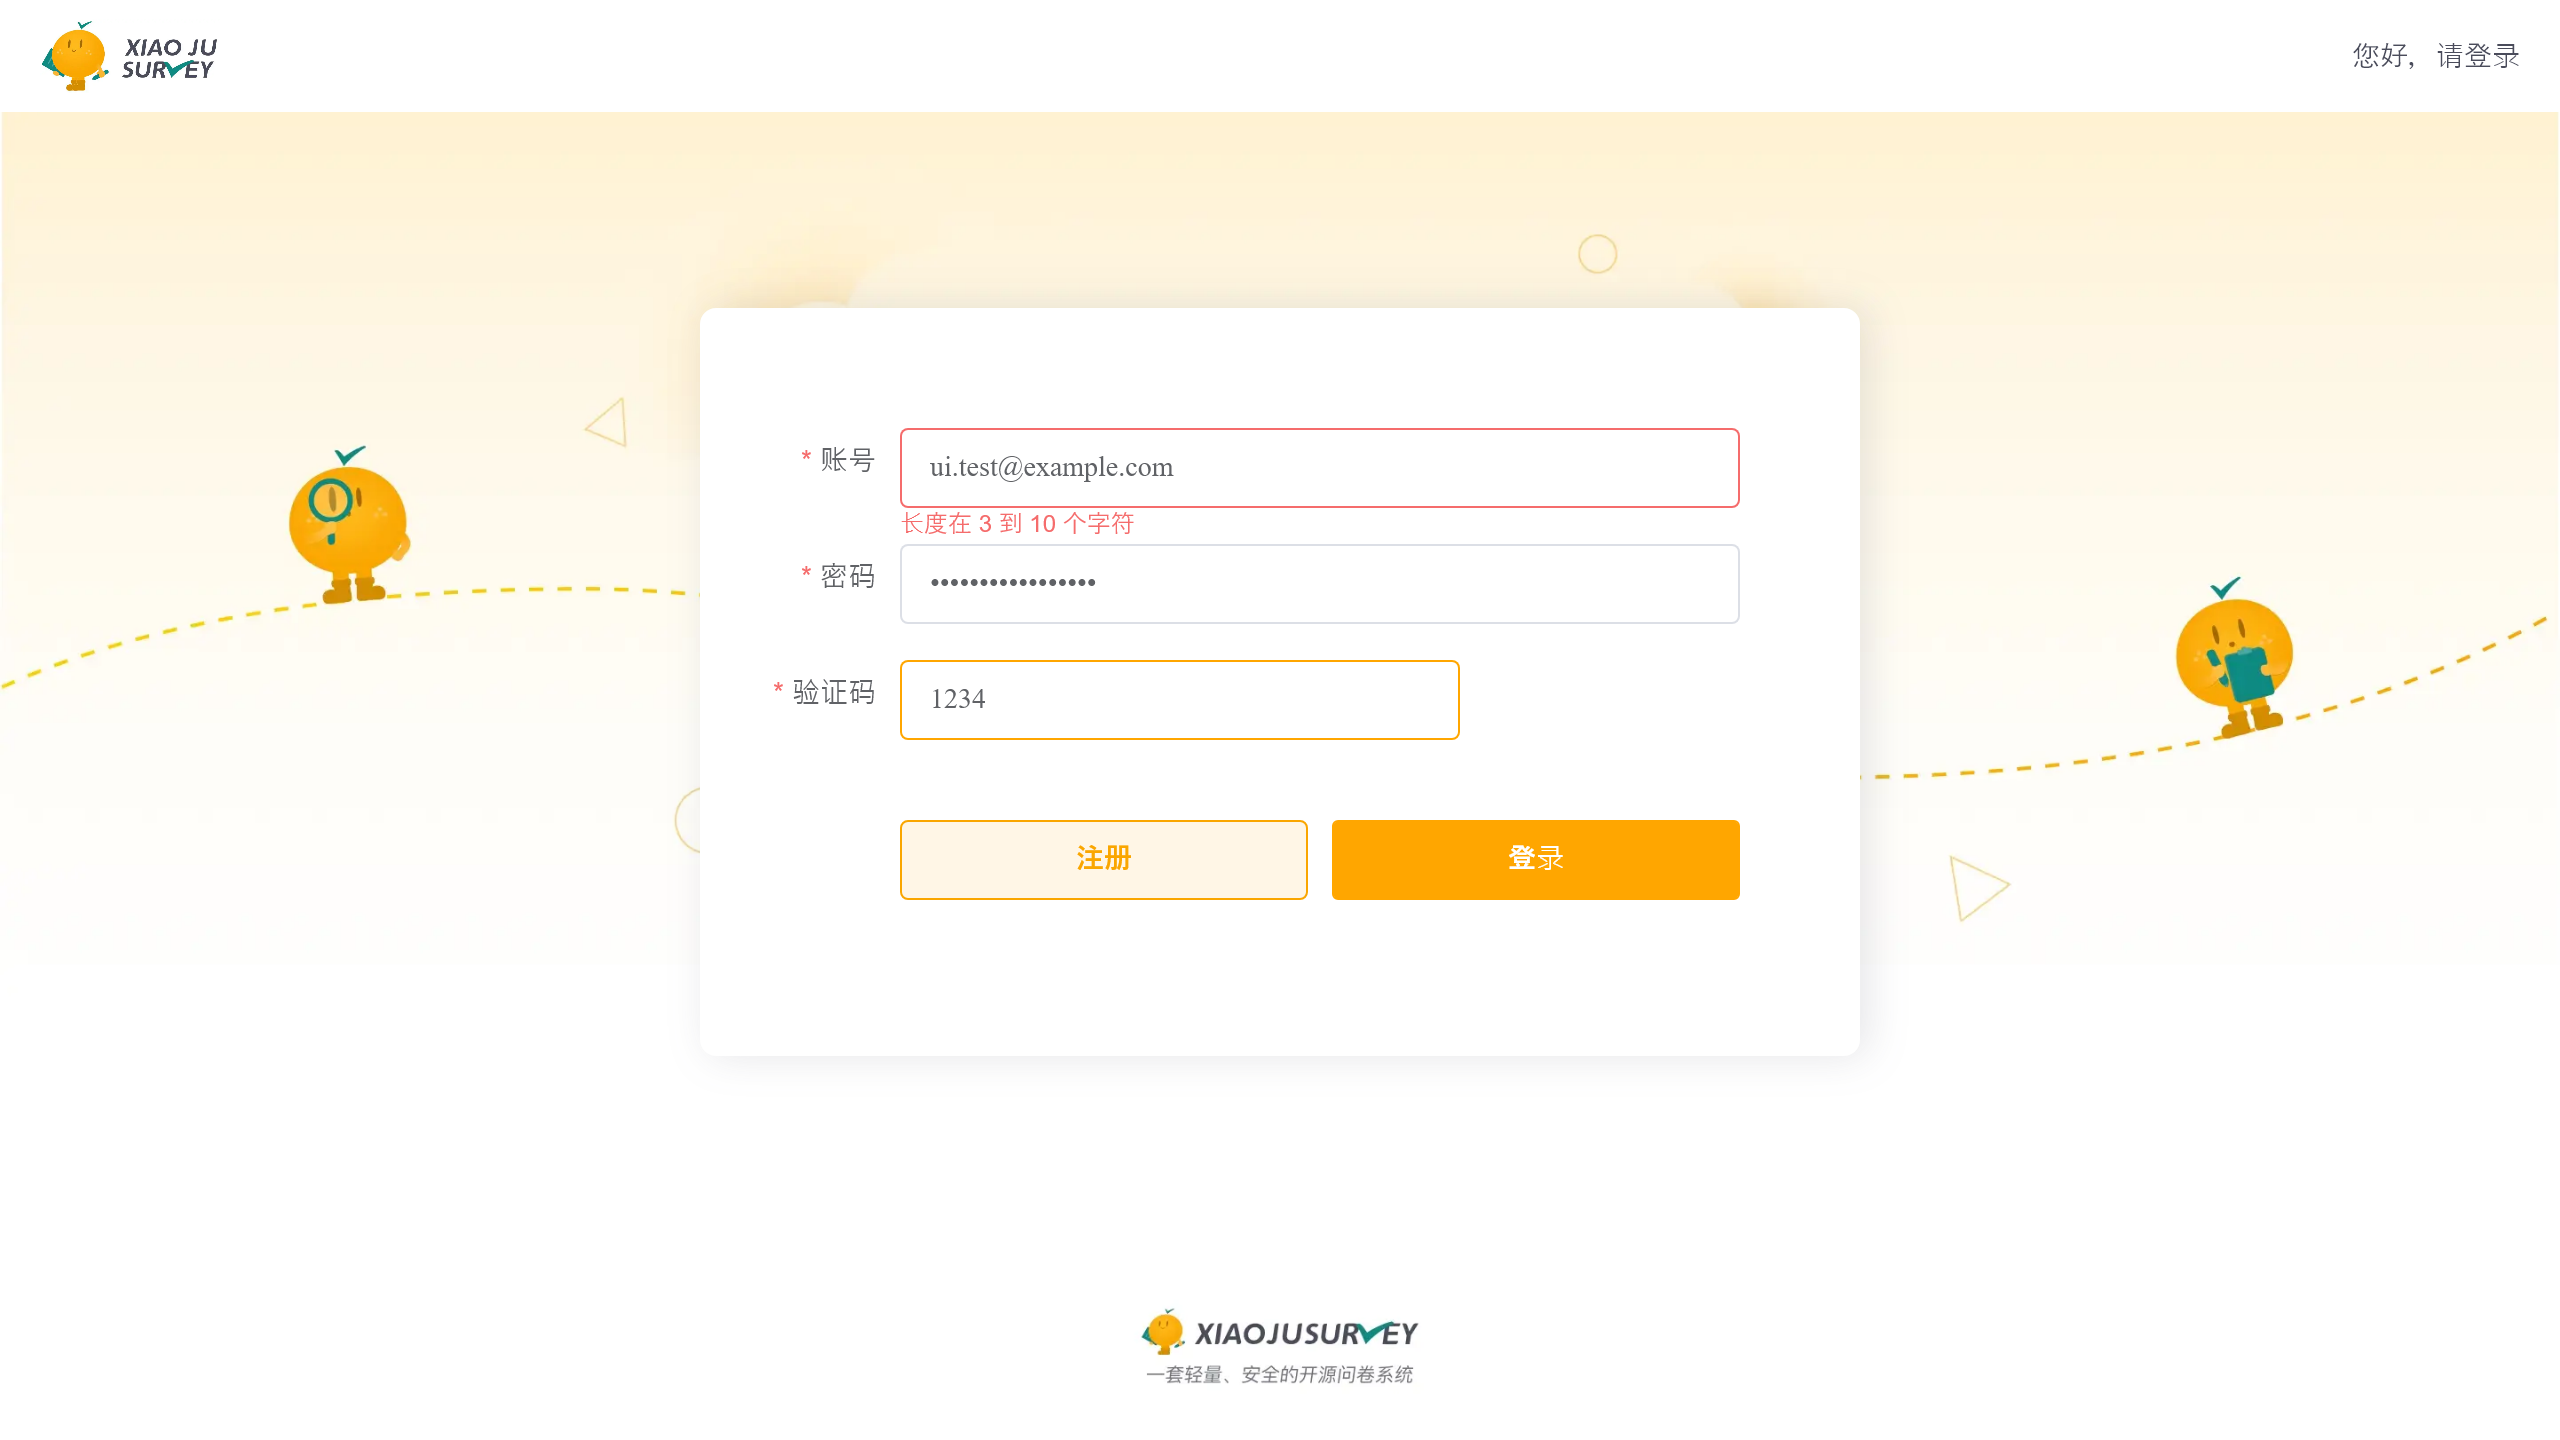 XIAO JU
SURVEY
您好，请登录
* 账号
ui.test@example.com
长度在 3 到 10 个字符
* 密码
•••••••••••••••••
* 验证码
1234
注册
登录
XIAOJUSURVEY
一套轻量、安全的开源问卷系统